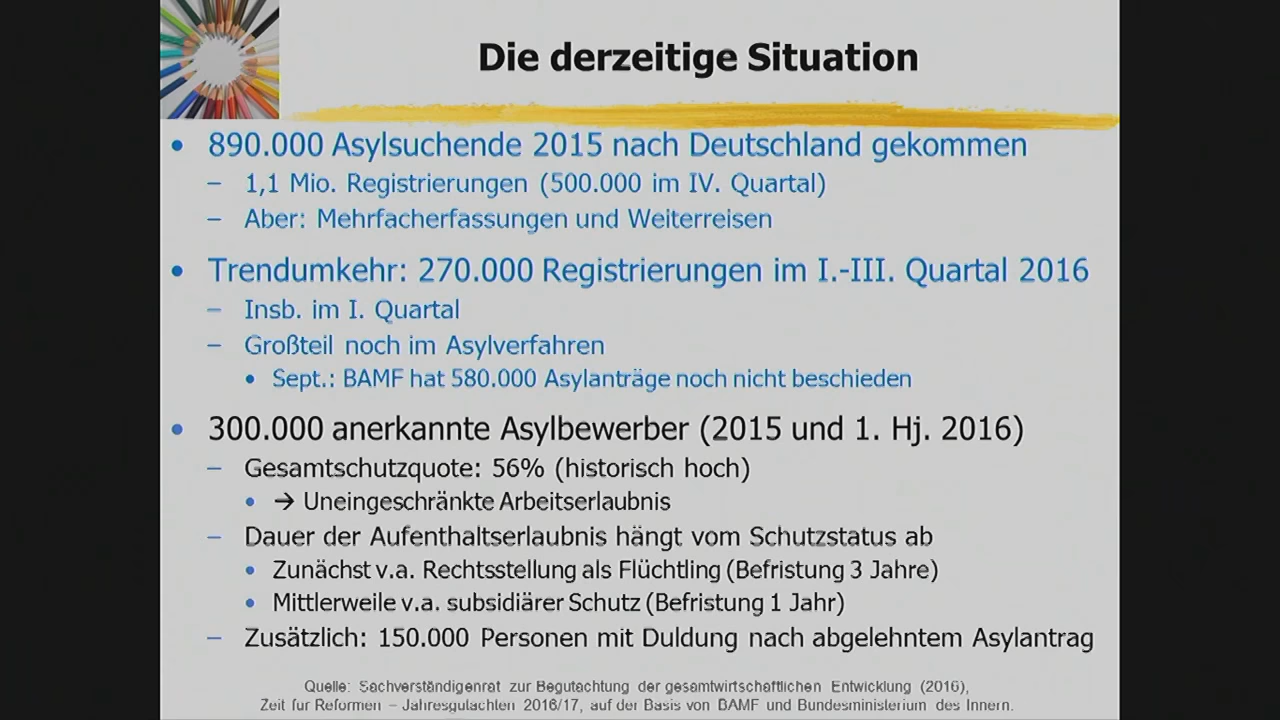 Die derzeitige Situation
• 890.000 Asylsuchende 2015 nach Deutschland gekommen
– 1,1 Mio. Registrierungen (500.000 im IV. Quartal)
– Aber: Mehrfacherfassungen und Weiterreisen
• Trendumkehr: 270.000 Registrierungen im I.-III. Quartal 2016
– Insb. im I. Quartal
– Großteil noch im Asylverfahren
• Sept.: BAMF hat 580.000 Asylanträge noch nicht beschieden
• 300.000 anerkannte Asylbewerber (2015 und 1. Hj. 2016)
– Gesamtschutzquote: 56% (historisch hoch)
• → Uneingeschränkte Arbeitserlaubnis
– Dauer der Aufenthaltserlaubnis hängt vom Schutzstatus ab
• Zunächst v.a. Rechtsstellung als Flüchtling (Befristung 3 Jahre)
• Mittlerweile v.a. subsidiärer Schutz (Befristung 1 Jahr)
– Zusätzlich: 150.000 Personen mit Duldung nach abgelehntem Asylantrag
Quelle: Sachverständigenrat zur Begutachtung der gesamtwirtschaftlichen Entwicklung (2016),
Zeit für Reformen – Jahresgutachten 2016/17, auf der Basis von BAMF und Bundesministerium des Innern.